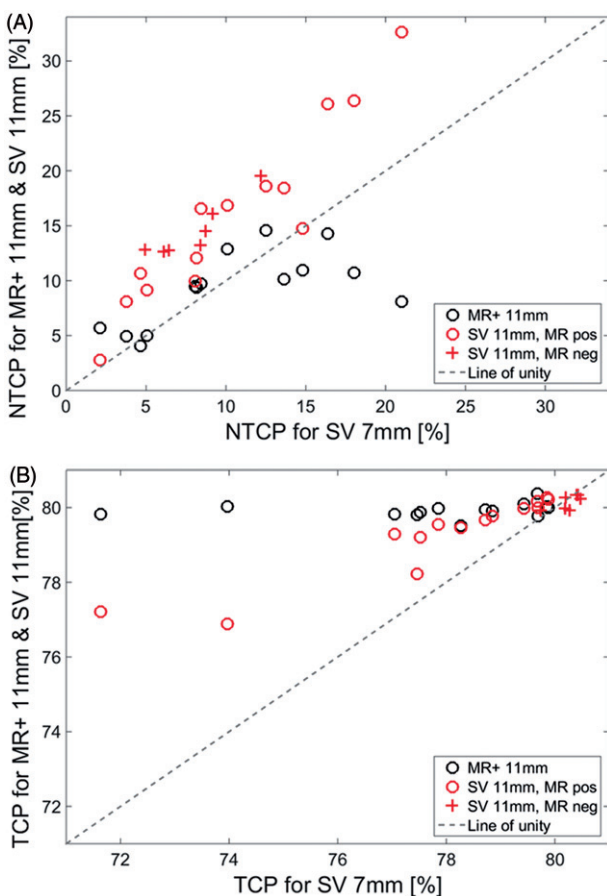 (A)
NTCP for MR+ 11mm & SV 11mm [%]
30
25
20
15
10
5
0
0 5 10 15 20 25 30
NTCP for SV 7mm [%]
MR+ 11mm
SV 11mm, MR pos
SV 11mm, MR neg
Line of unity
(B)
TCP for MR+ 11mm & SV 11mm[%]
80
78
76
74
72
72 74 76 78 80
TCP for SV 7mm [%]
MR+ 11mm
SV 11mm, MR pos
SV 11mm, MR neg
Line of unity